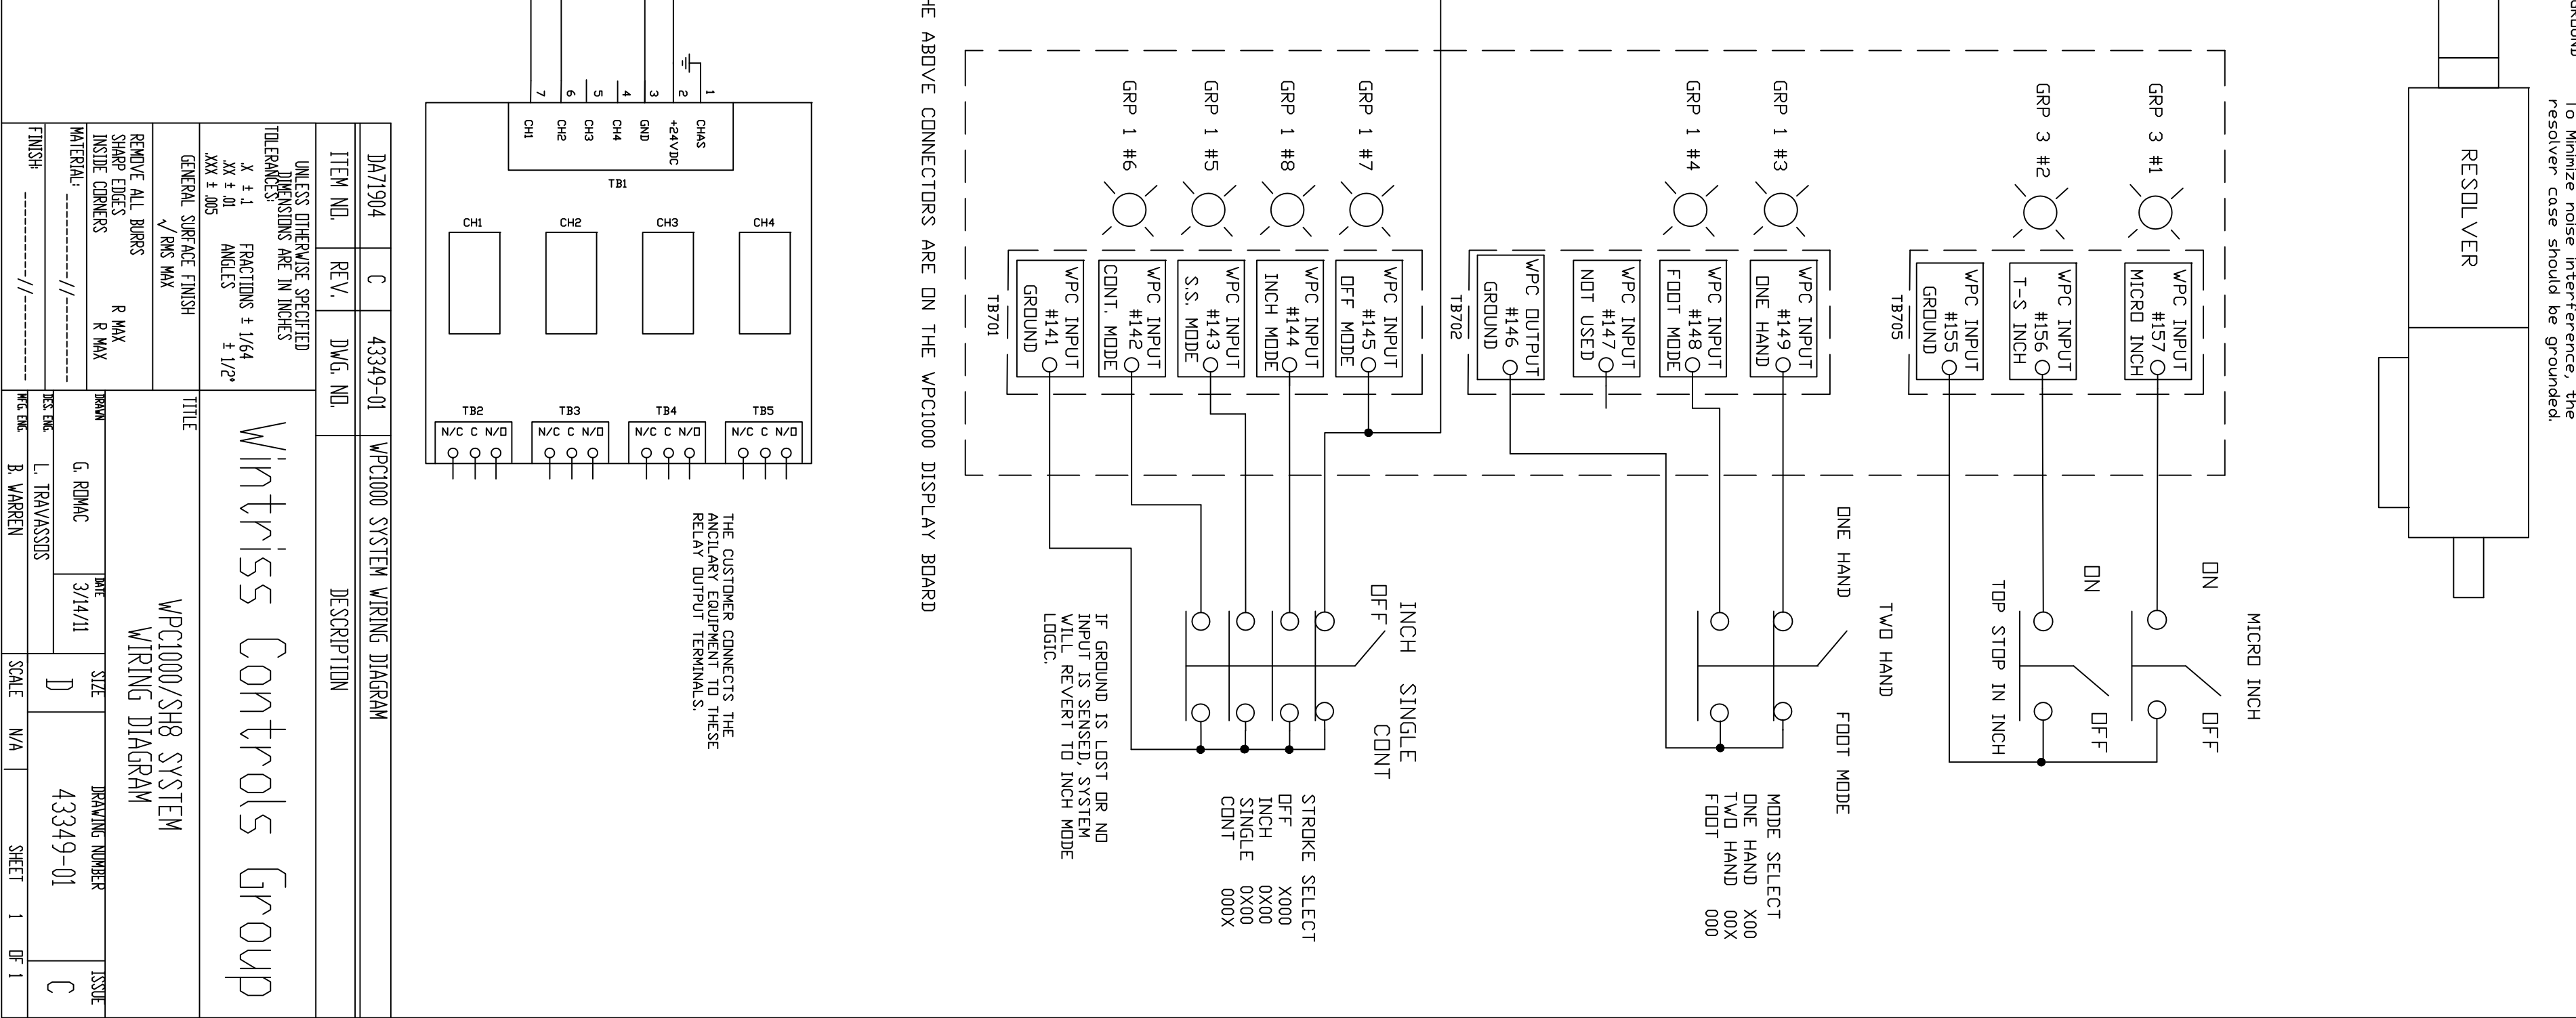 GROUND
To Minimize noise interference, the
resolver case should be grounded.
RESOLVER
GRP 3 #1
GRP 3 #2
WPC INPUT
#157
MICRO INCH
WPC INPUT
#156
T-S INCH
WPC INPUT
#155
GROUND
TB705
MICRO INCH
ON
OFF
ON
OFF
TOP STOP IN INCH
GRP 1 #3
GRP 1 #4
WPC INPUT
#149
ONE HAND
WPC INPUT
#148
FOOT MODE
WPC INPUT
#147
NOT USED
WPC OUTPUT
#146
GROUND
TB702
TWO HAND
ONE HAND
FOOT MODE
MODE SELECT
ONE HAND X00
TWO HAND 00X
FOOT 000
GRP 1 #7
GRP 1 #8
GRP 1 #5
GRP 1 #6
WPC INPUT
#145
OFF MODE
WPC INPUT
#144
INCH MODE
WPC INPUT
#143
S.S. MODE
WPC INPUT
#142
CONT. MODE
WPC INPUT
#141
GROUND
TB701
INCH SINGLE
OFF
CONT
STROKE SELECT
OFF X000
INCH 0X00
SINGLE 0X00
CONT 000X
IF GROUND IS LOST OR NO
INPUT IS SENSED, SYSTEM
WILL REVERT TO INCH MODE
LOGIC.
HE ABOVE CONNECTORS ARE ON THE WPC1000 DISPLAY BOARD
1
2
3
4
5
6
7
CHAS
+24VDC
GND
CH4
CH3
CH2
CH1
TB1
CH1
CH2
CH3
CH4
TB2
TB3
TB4
TB5
N/C C N/O
N/C C N/O
N/C C N/O
N/C C N/O
THE CUSTOMER CONNECTS THE
ANCILARY EQUIPMENT TO THESE
RELAY OUTPUT TERMINALS.
DA71904 C 43349-01 WPC1000 SYSTEM WIRING DIAGRAM
ITEM NO. REV. DWG. NO. DESCRIPTION
UNLESS OTHERWISE SPECIFIED
DIMENSIONS ARE IN INCHES
TOLERANCES:
.X ± .1 FRACTIONS ± 1/64
.XX ± .01 ANGLES ± 1/2°
.XXX ± .005
GENERAL SURFACE FINISH
√ RMS MAX
REMOVE ALL BURRS
SHARP EDGES R MAX
INSIDE CORNERS R MAX
MATERIAL: ----------//----------
FINISH: ----------//----------
Wintriss Controls Group
TITLE
WPC1000/SH8 SYSTEM
WIRING DIAGRAM
DRAWN
G. ROMAC
DATE
3/14/11
DES. ENG.
L. TRAVASSOS
MFG. ENG.
B. WARREN
SIZE
D
DRAWING NUMBER
43349-01
ISSUE
C
SCALE N/A
SHEET 1 OF 1